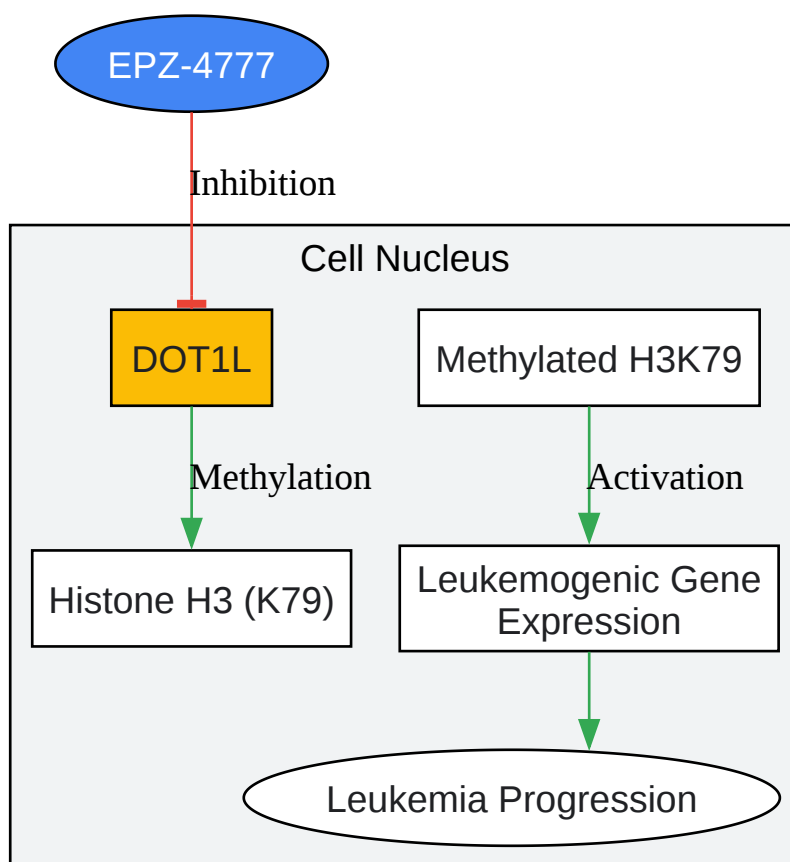 EPZ-4777
Inhibition
Cell Nucleus
DOT1L
Methylated H3K79
Methylation
Activation
Histone H3 (K79)
Leukemogenic Gene
Expression
Leukemia Progression